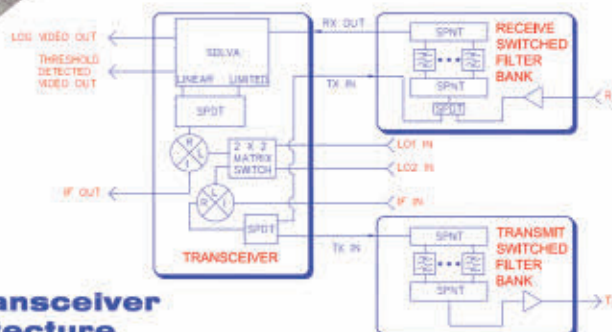 LOG VIDEO OUT
THRESHOLD
DETECTED
VIDEO OUT
SDLVA
LINEAR LIMITED
SPDT
R L I
2 X 2
MATRIX
SWITCH
IF OUT
L R I
SPDT
TRANSCEIVER
RX OUT
TX IN
LO1 IN
LO2 IN
IF IN
TX IN
SPNT
SPNT
SPDT
RECEIVE
SWITCHED
FILTER
BANK
R
SPNT
SPNT
TRANSMIT
SWITCHED
FILTER
BANK
T
ansceiver
tecture